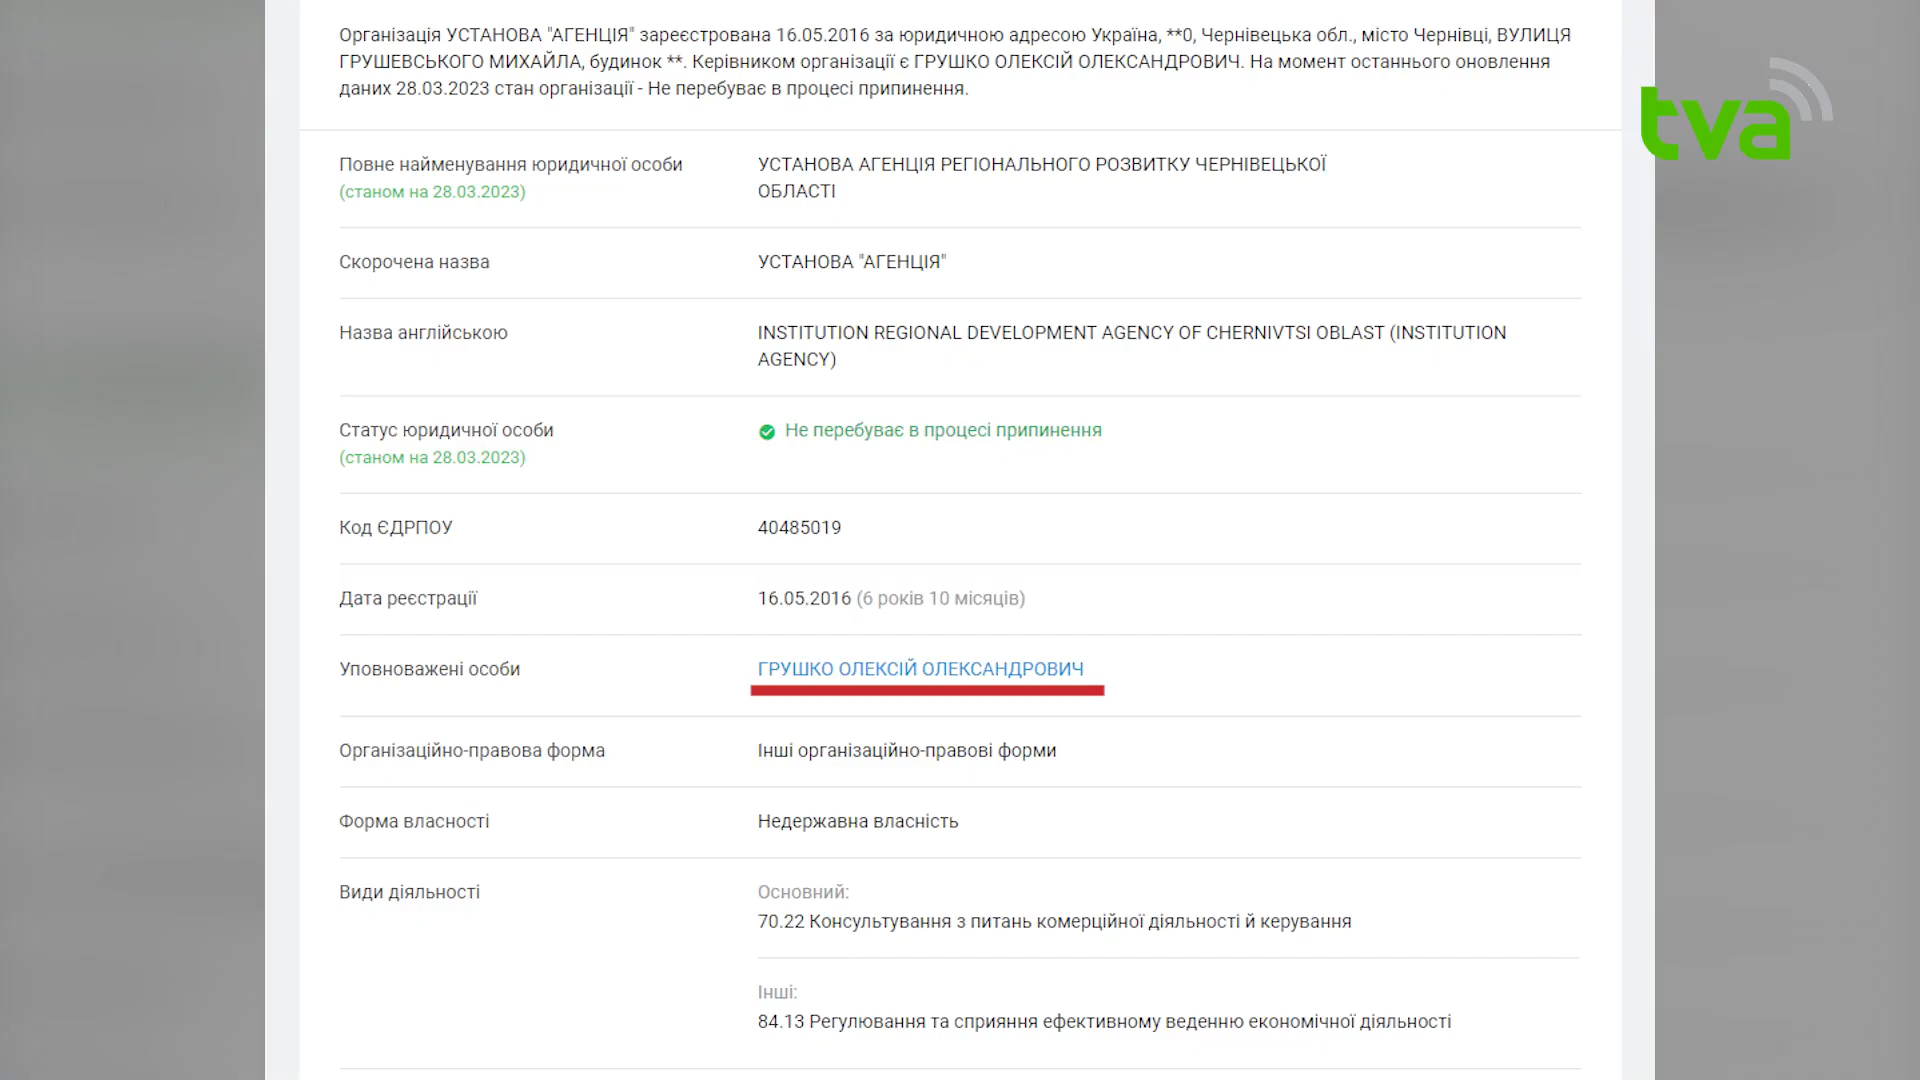 Організація УСТАНОВА "АГЕНЦІЯ" зареєстрована 16.05.2016 за юридичною адресою Україна, **0, Чернівецька обл., місто Чернівці, ВУЛИЦЯ
ГРУШЕВСЬКОГО МИХАЙЛА, будинок **. Керівником організації є ГРУШКО ОЛЕКСІЙ ОЛЕКСАНДРОВИЧ. На момент останнього оновлення
даних 28.03.2023 стан організації - Не перебуває в процесі припинення.
tva
Повне найменування юридичної особи
(станом на 28.03.2023)
УСТАНОВА АГЕНЦІЯ РЕГІОНАЛЬНОГО РОЗВИТКУ ЧЕРНІВЕЦЬКОЇ
ОБЛАСТІ
Скорочена назва
УСТАНОВА "АГЕНЦІЯ"
Назва англійською
INSTITUTION REGIONAL DEVELOPMENT AGENCY OF CHERNIVTSI OBLAST (INSTITUTION
AGENCY)
Статус юридичної особи
(станом на 28.03.2023)
Не перебуває в процесі припинення
Код ЄДРПОУ
40485019
Дата реєстрації
16.05.2016 (6 років 10 місяців)
Уповноважені особи
ГРУШКО ОЛЕКСІЙ ОЛЕКСАНДРОВИЧ
Організаційно-правова форма
Інші організаційно-правові форми
Форма власності
Недержавна власність
Види діяльності
Основний:
70.22 Консультування з питань комерційної діяльності й керування
Інші:
84.13 Регулювання та сприяння ефективному веденню економічної діяльності